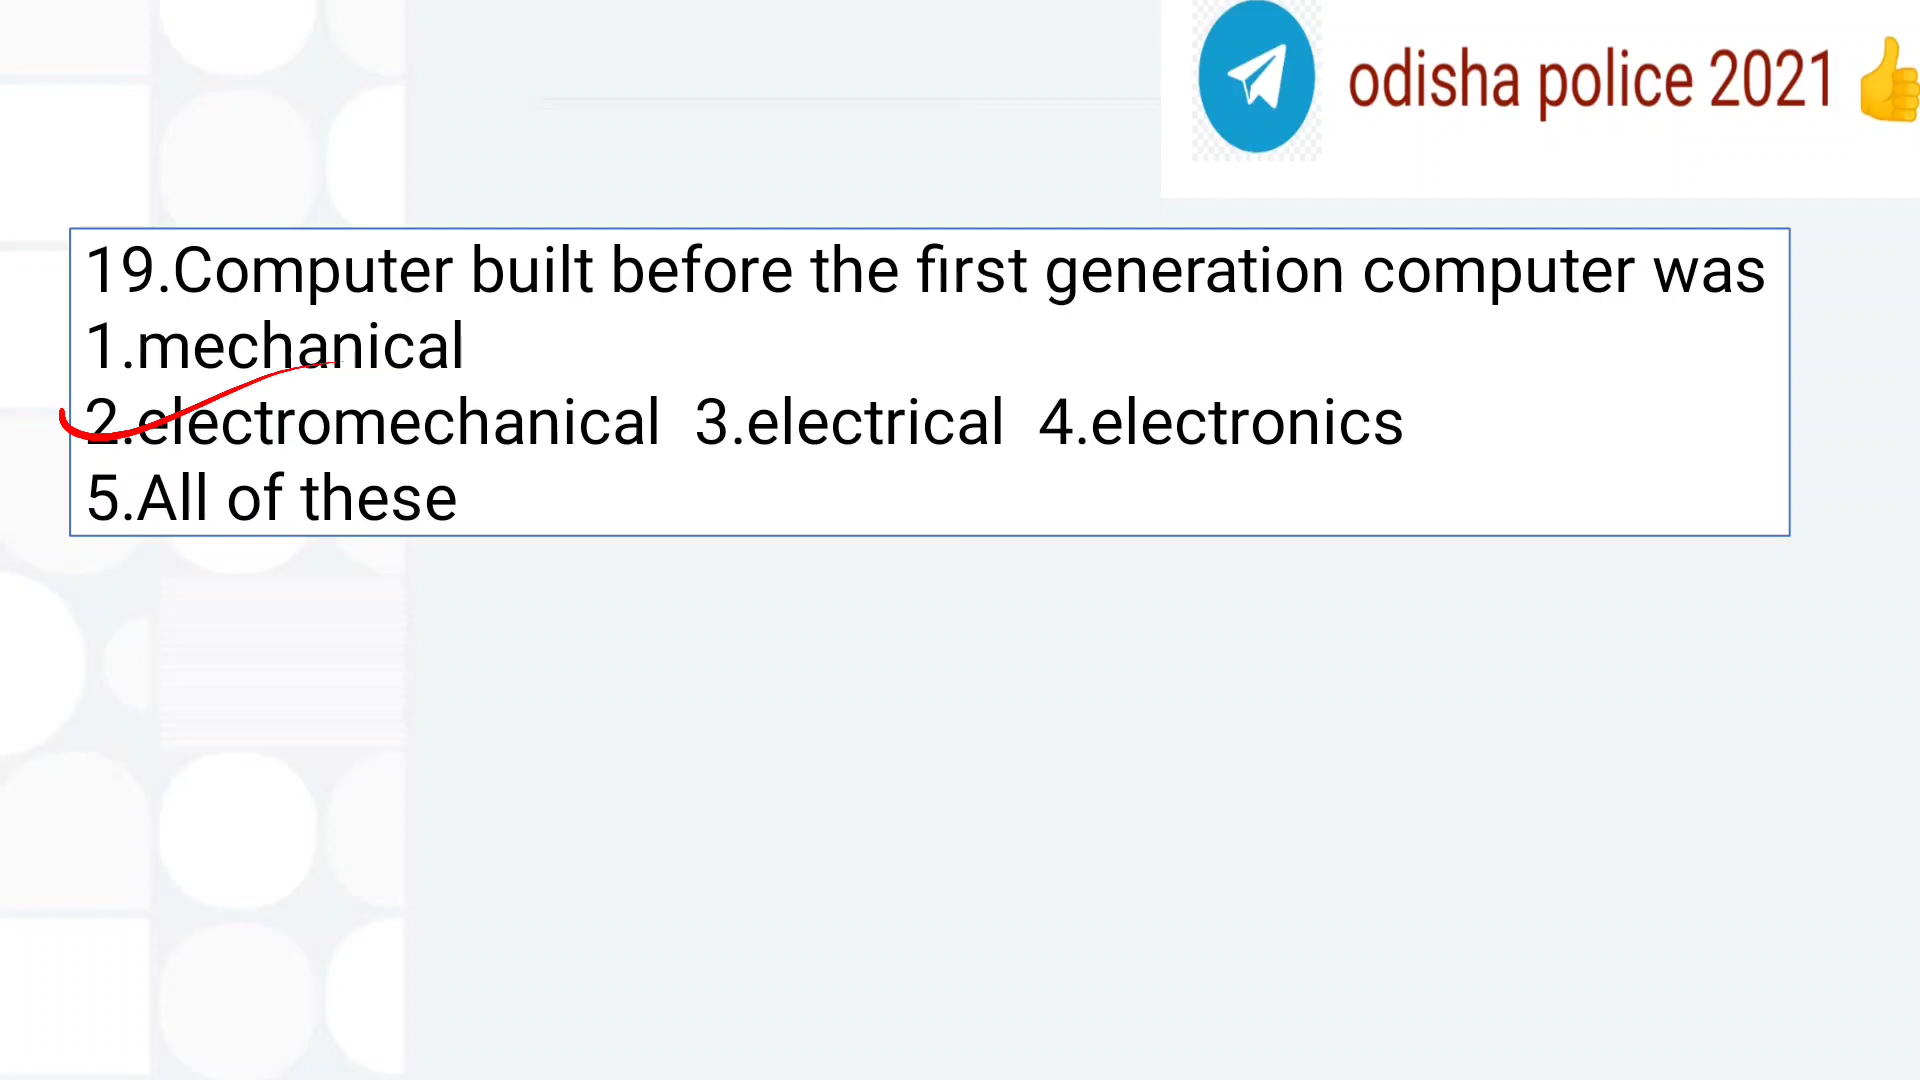 odisha police 2021 👍
19.Computer built before the first generation computer was
1.mechanical
2.electromechanical 3.electrical 4.electronics
5.All of these